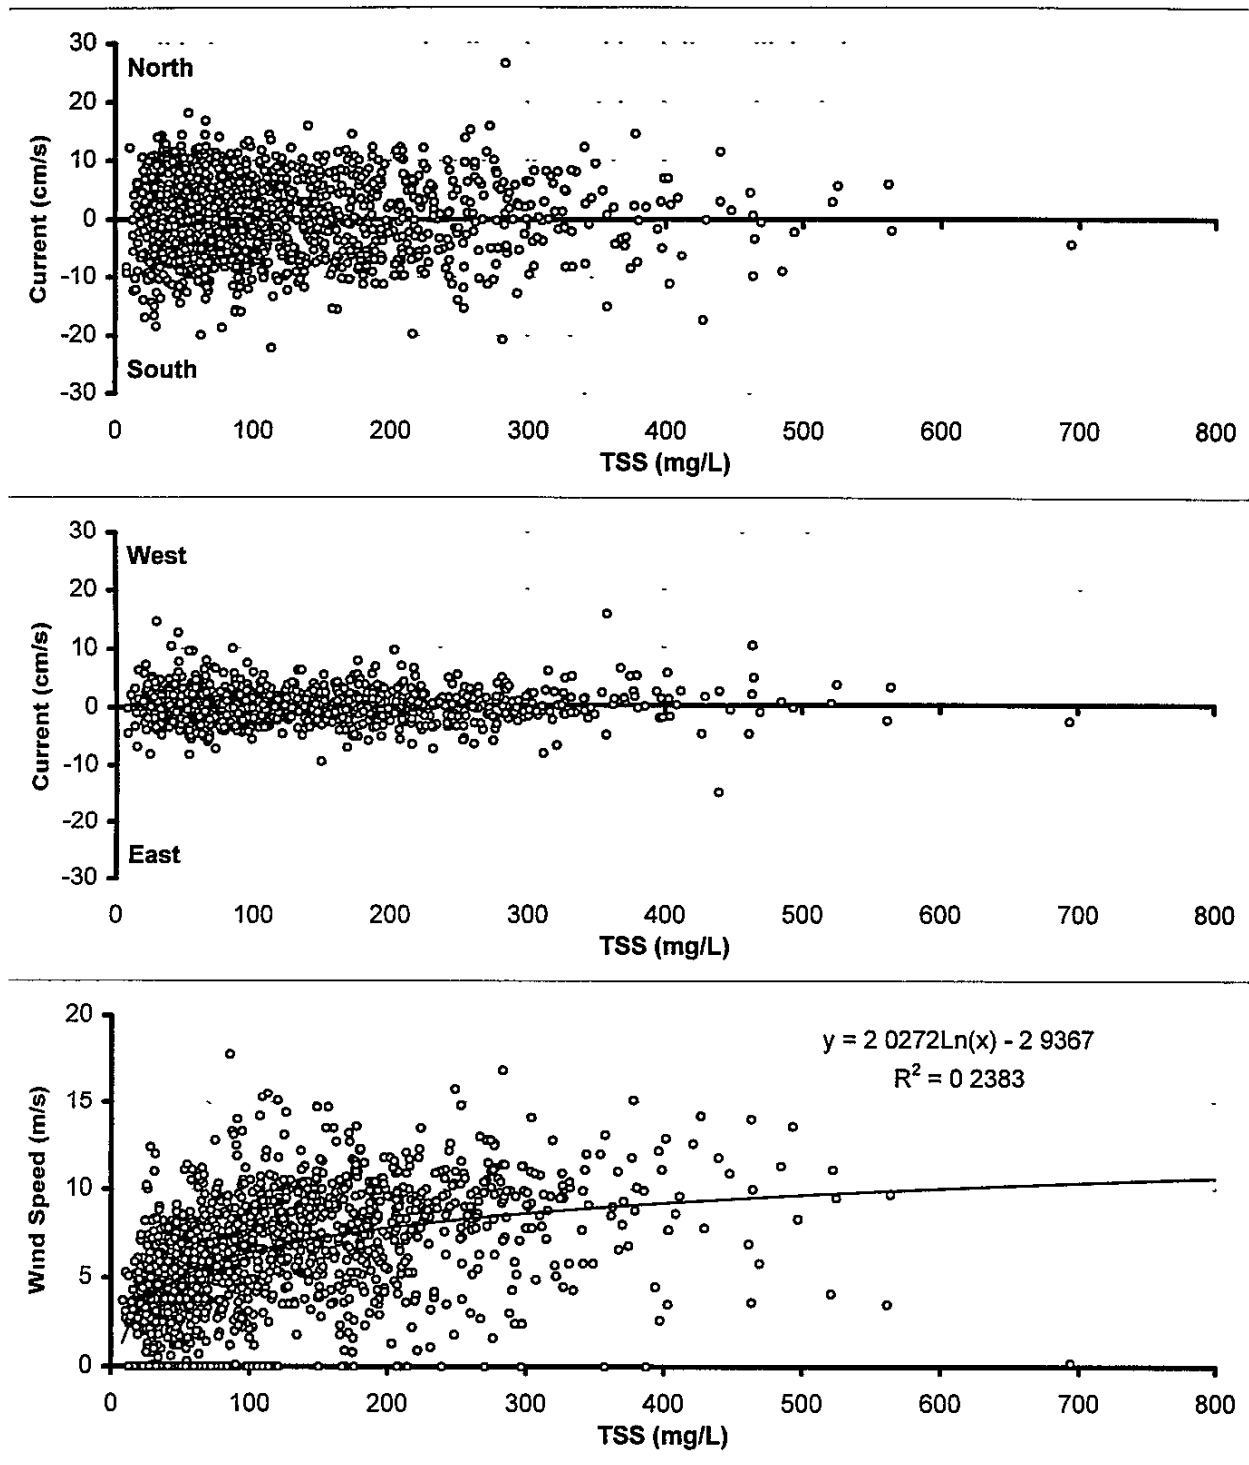 30
North
20
10
0
-10
-20
South
-30
Current (cm/s)
0 100 200 300 400 500 600 700 800
TSS (mg/L)
30
West
20
10
0
-10
-20
East
-30
Current (cm/s)
0 100 200 300 400 500 600 700 800
TSS (mg/L)
20
y = 2 0272Ln(x) - 2 9367
R² = 0 2383
15
10
5
0
Wind Speed (m/s)
0 100 200 300 400 500 600 700 800
TSS (mg/L)